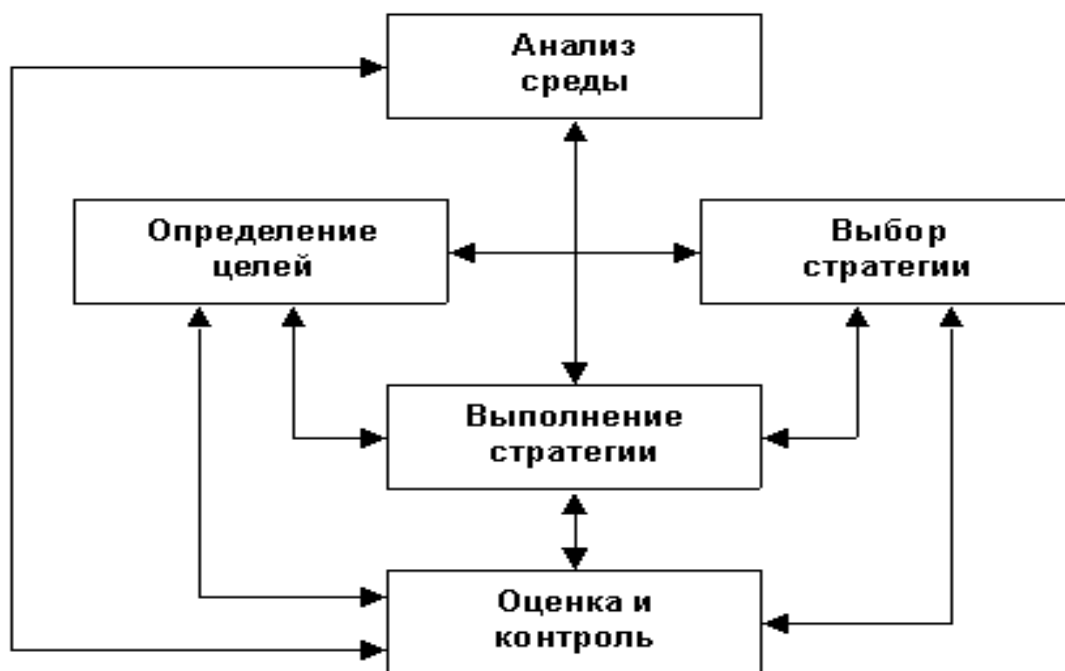 Анализ
среды
Определение
целей
Выбор
стратегии
Выполнение
стратегии
Оценка и
контроль